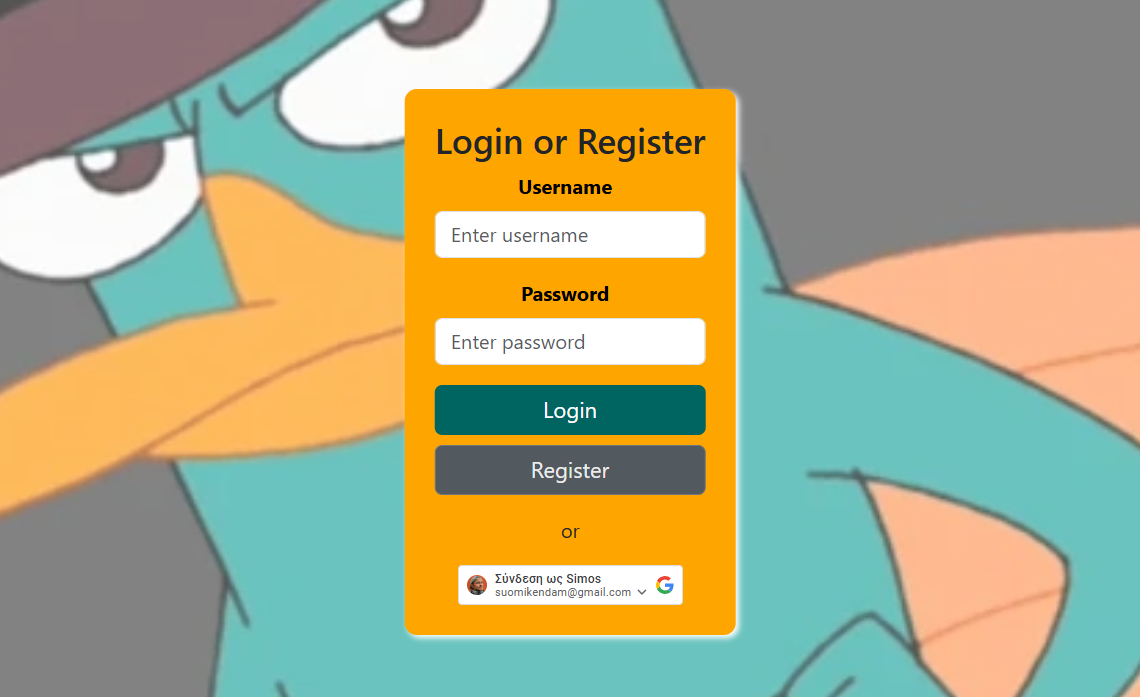 Login or Register
Username
Enter username
Password
Enter password
Login
Register
or
Σύνδεση ως Simos
suomikendam@gmail.com